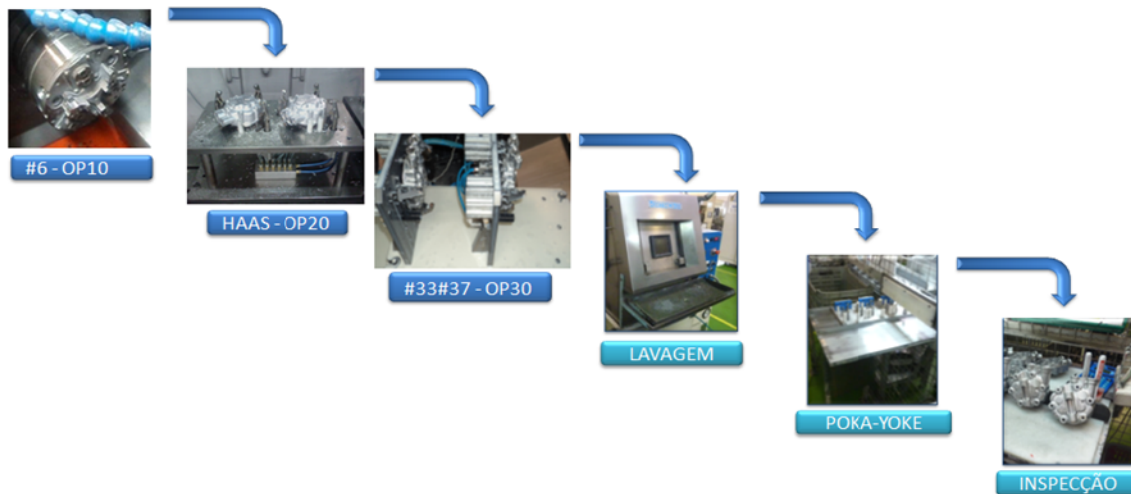 #6 - OP10
HAAS - OP20
#33#37 - OP30
LAVAGEM
POKA-YOKE
INSPECÇÃO